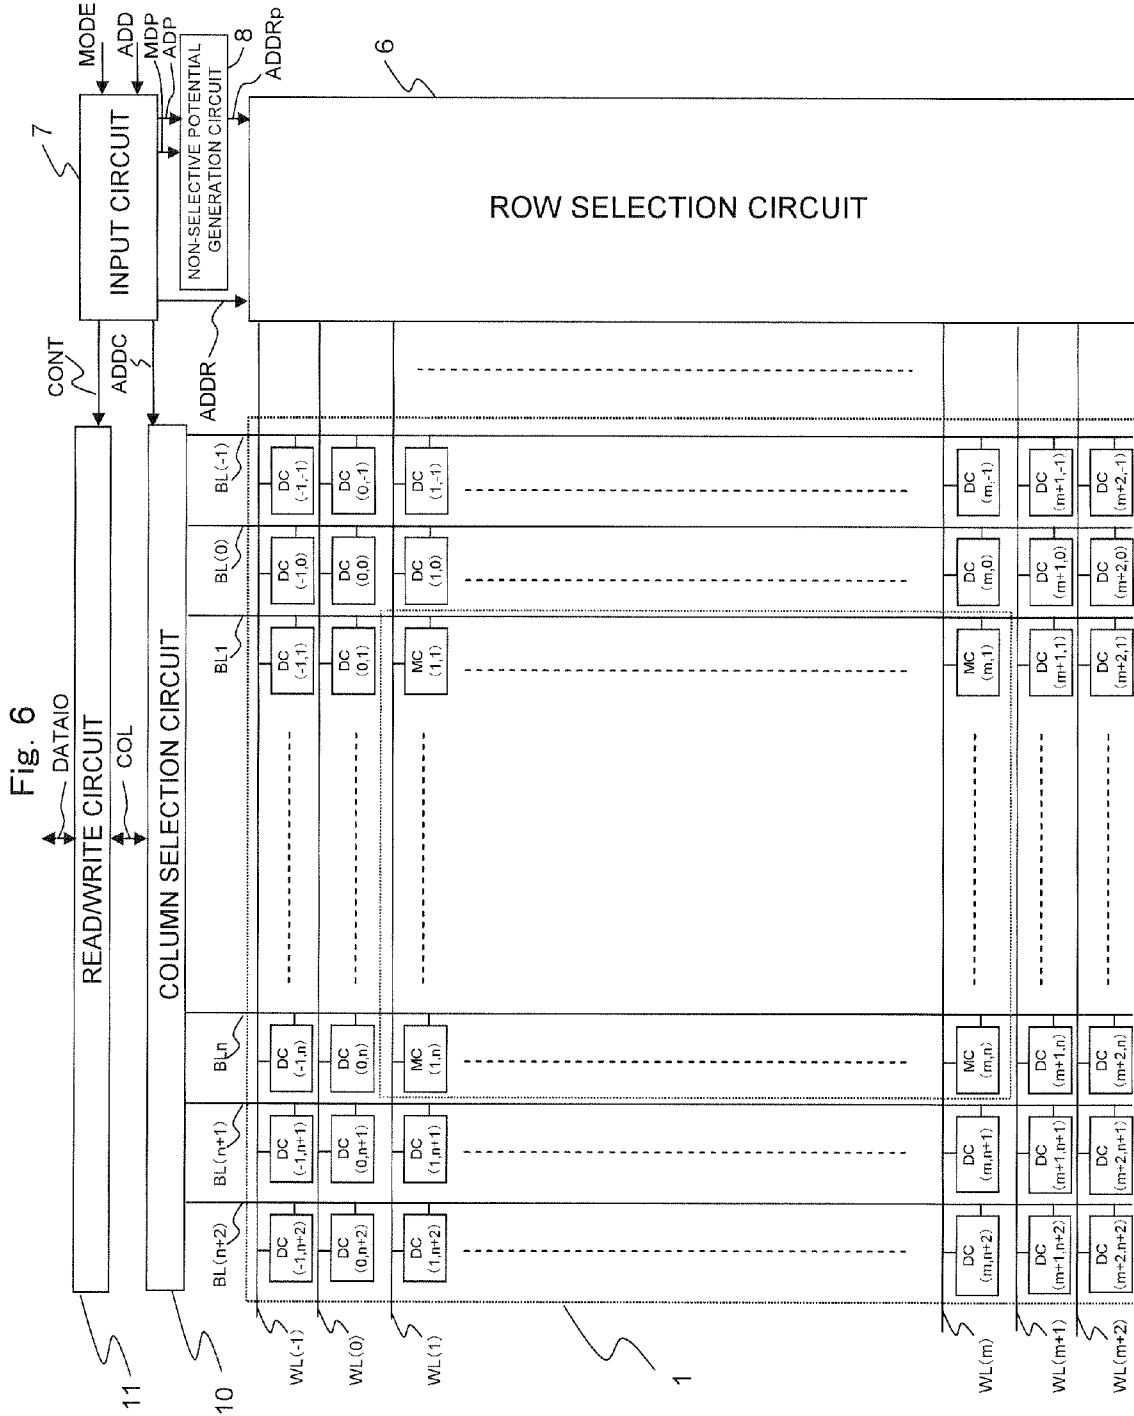 Fig. 6
DATAIO
11
READ/WRITE CIRCUIT
CONT
COL
10
COLUMN SELECTION CIRCUIT
ADDC
7
INPUT CIRCUIT
MODE
ADD
MDP
ADP
NON-SELECTIVE POTENTIAL
GENERATION CIRCUIT
8
ADDR
ADDRp
6
ROW SELECTION CIRCUIT
BL(n+2)
BL(n+1)
BLn
BL1
BL(0)
BL(-1)
WL(-1)
DC
(-1,n+2)
DC
(-1,n+1)
DC
(-1,n)
DC
(-1,1)
DC
(-1,0)
DC
(-1,-1)
WL(0)
DC
(0,n+2)
DC
(0,n+1)
DC
(0,n)
DC
(0,1)
DC
(0,0)
DC
(0,-1)
WL(1)
DC
(1,n+2)
DC
(1,n+1)
MC
(1,n)
MC
(1,1)
DC
(1,0)
DC
(1,-1)
1
WL(m)
DC
(m,n+2)
DC
(m,n+1)
MC
(m,n)
MC
(m,1)
DC
(m,0)
DC
(m,-1)
WL(m+1)
DC
(m+1,n+2)
DC
(m+1,n+1)
DC
(m+1,n)
DC
(m+1,1)
DC
(m+1,0)
DC
(m+1,-1)
WL(m+2)
DC
(m+2,n+2)
DC
(m+2,n+1)
DC
(m+2,n)
DC
(m+2,1)
DC
(m+2,0)
DC
(m+2,-1)